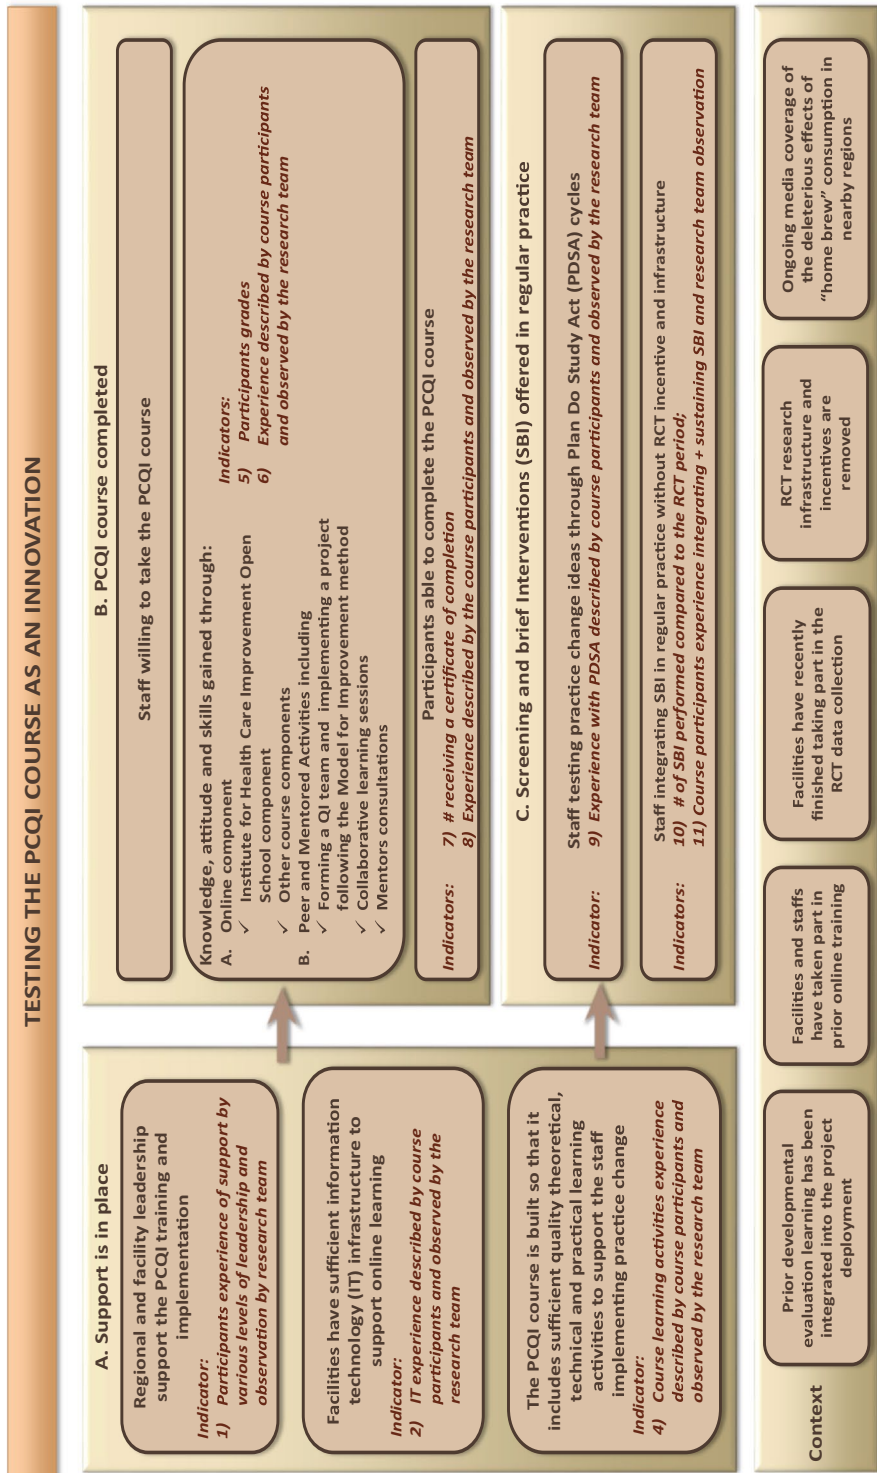 TESTING THE PCQI COURSE AS AN INNOVATION
A. Support is in place
Regional and facility leadership
support the PCQI training and
implementation
Indicator:
1) Participants experience of support by
various levels of leadership and
observation by research team
Facilities have sufficient information
technology (IT) infrastructure to
support online learning
Indicator:
2) IT experience described by course
participants and observed by the
research team
The PCQI course is built so that it
includes sufficient quality theoretical,
technical and practical learning
activities to support the staff
implementing practice change
Indicator:
4) Course learning activities experience
described by course participants and
observed by the research team
B. PCQI course completed
Staff willing to take the PCQI course
Knowledge, attitude and skills gained through:
A. Online component
✓ Institute for Health Care Improvement Open
School component
✓ Other course components
B. Peer and Mentored Activities including
✓ Forming a QI team and implementing a project
following the Model for Improvement method
✓ Collaborative learning sessions
✓ Mentors consultations
Indicators:
5) Participants grades
6) Experience described by course participants
and observed by the research team
Participants able to complete the PCQI course
Indicators: 7) # receiving a certificate of completion
8) Experience described by the course participants and observed by the research team
C. Screening and brief Interventions (SBI) offered in regular practice
Staff testing practice change ideas through Plan Do Study Act (PDSA) cycles
Indicator: 9) Experience with PDSA described by course participants and observed by the research team
Staff integrating SBI in regular practice without RCT incentive and infrastructure
Indicators: 10) # of SBI performed compared to the RCT period;
11) Course participants experience integrating + sustaining SBI and research team observation
Context
Prior developmental
evaluation learning has been
integrated into the project
deployment
Facilities and staffs
have taken part in
prior online training
Facilities have recently
finished taking part in the
RCT data collection
RCT research
infrastructure and
incentives are
removed
Ongoing media coverage of
the deleterious effects of
“home brew” consumption in
nearby regions